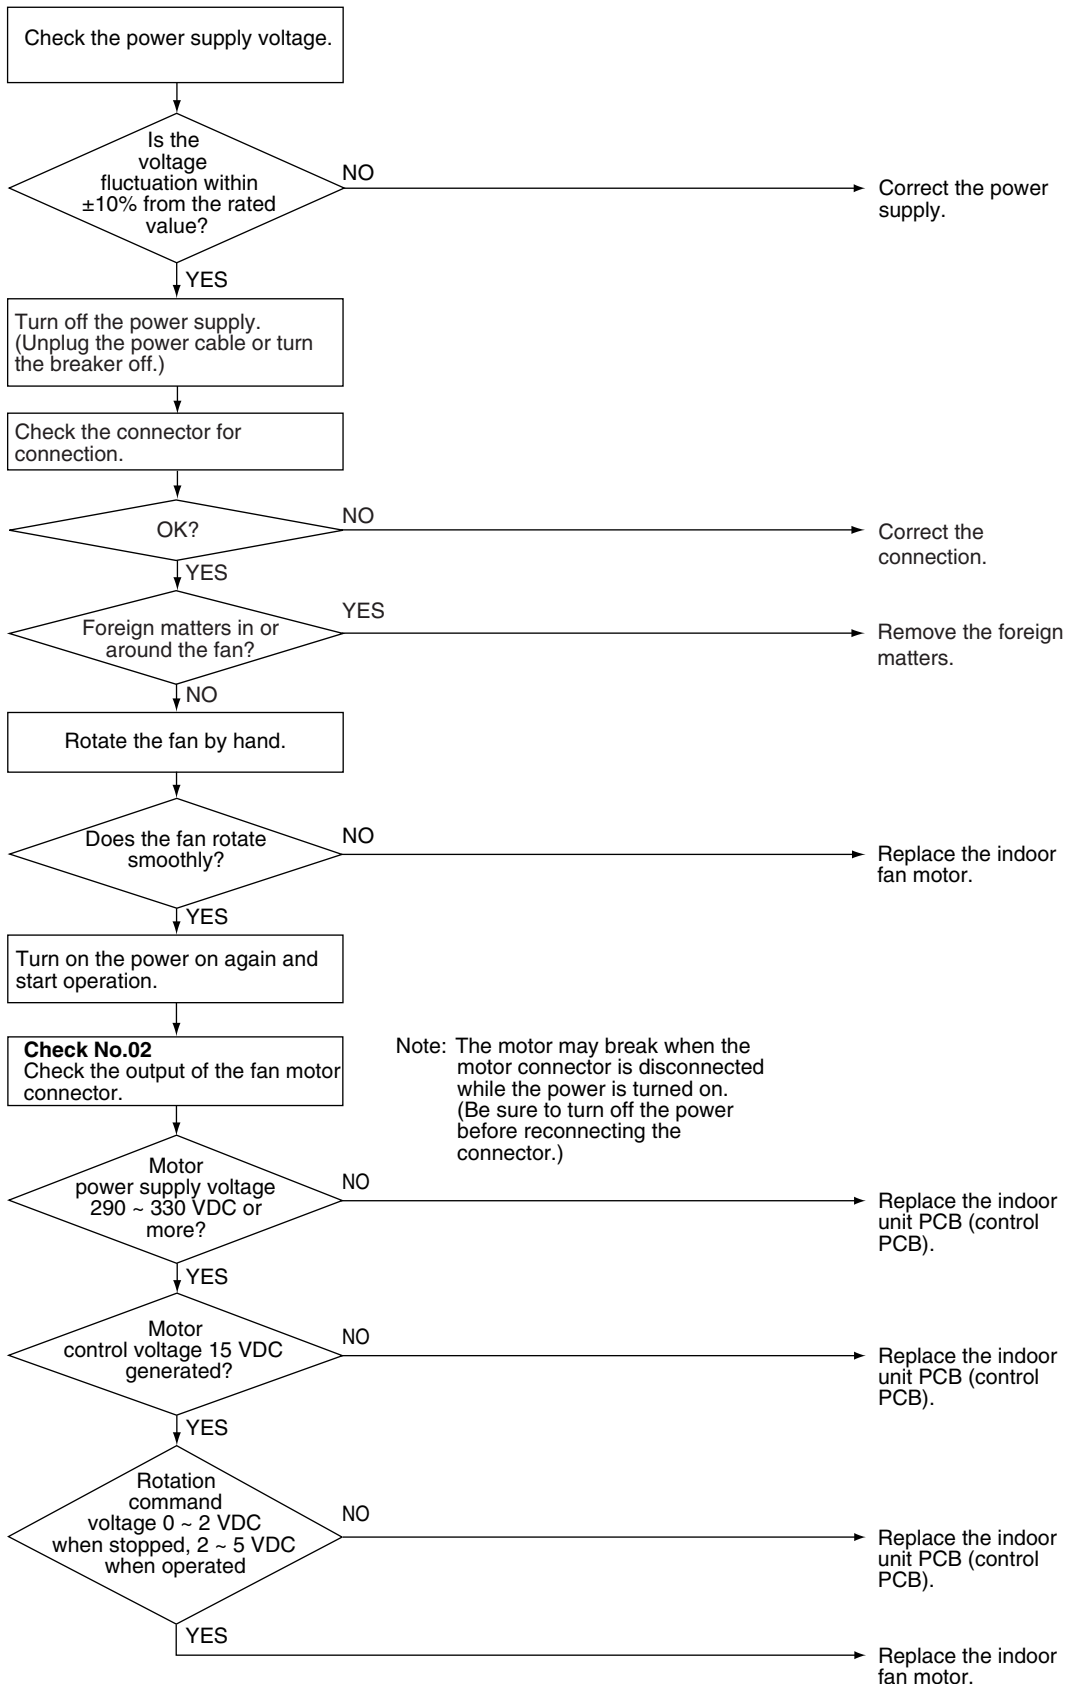 Check the power supply voltage.
Is the
voltage
fluctuation within
±10% from the rated
value?
NO
Correct the power
supply.
YES
Turn off the power supply.
(Unplug the power cable or turn
the breaker off.)
Check the connector for
connection.
OK?
NO
Correct the
connection.
YES
Foreign matters in or
around the fan?
YES
Remove the foreign
matters.
NO
Rotate the fan by hand.
Does the fan rotate
smoothly?
NO
Replace the indoor
fan motor.
YES
Turn on the power on again and
start operation.
Check No.02
Check the output of the fan motor
connector.
Note: The motor may break when the
motor connector is disconnected
while the power is turned on.
(Be sure to turn off the power
before reconnecting the
connector.)
Motor
power supply voltage
290 ~ 330 VDC or
more?
NO
Replace the indoor
unit PCB (control
PCB).
YES
Motor
control voltage 15 VDC
generated?
NO
Replace the indoor
unit PCB (control
PCB).
YES
Rotation
command
voltage 0 ~ 2 VDC
when stopped, 2 ~ 5 VDC
when operated
NO
Replace the indoor
unit PCB (control
PCB).
YES
Replace the indoor
fan motor.